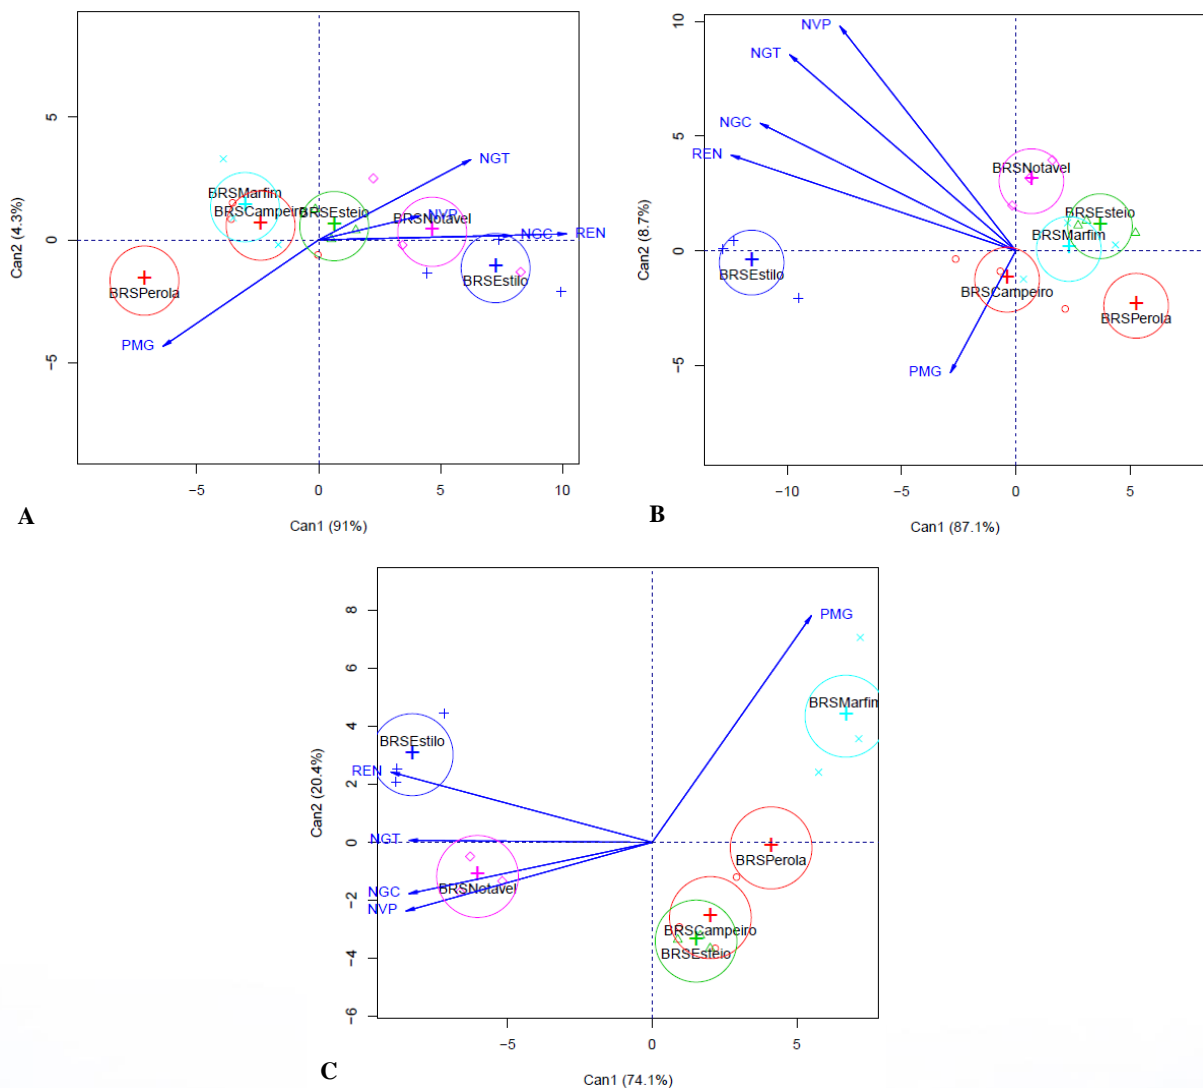 5
0
−5
Can2 (4.3%)
NGT
BRSMarfim
BRSCampeiro
BRSEsteio
NVP
BRSNotavel
NGC
REN
BRSPerola
BRSEstilo
PMG
−5
0
5
10
Can1 (91%)
A
10
5
0
−5
Can2 (8.7%)
NVP
NGT
NGC
REN
BRSNotavel
BRSEsteio
BRSMarfim
BRSEstilo
BRSCampeiro
BRSPerola
PMG
−10
−5
0
5
Can1 (87.1%)
B
8
6
4
2
0
−2
−4
−6
Can2 (20.4%)
PMG
BRSMarfim
BRSEstilo
REN
NGT
BRSPerola
NGC
BRSNotavel
NVP
BRSCampeiro
BRSEsteio
−5
0
5
Can1 (74.1%)
C